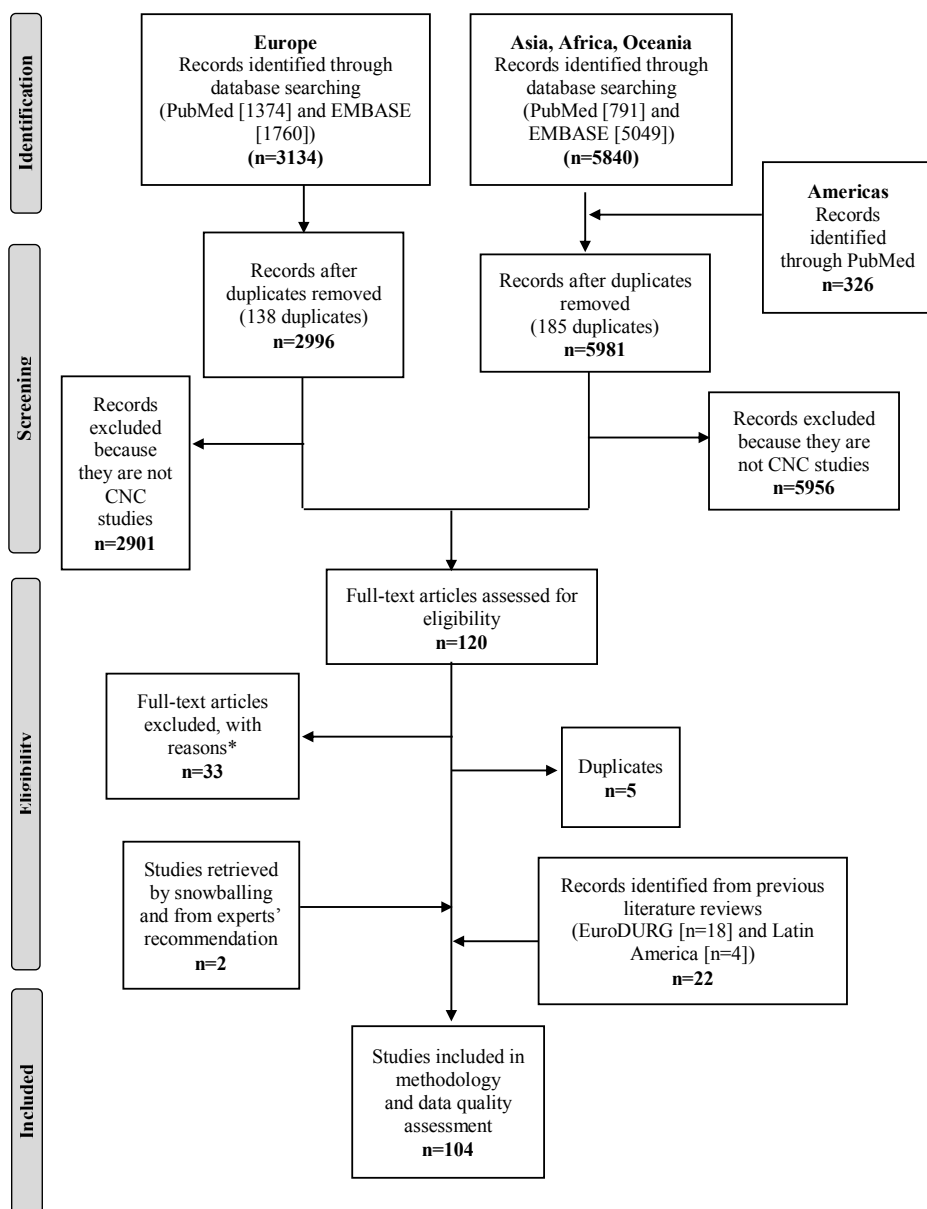 Identification
Europe
Records identified through
database searching
(PubMed [1374] and EMBASE
[1760])
(n=3134)
Asia, Africa, Oceania
Records identified through
database searching
(PubMed [791] and
EMBASE [5049])
(n=5840)
Americas
Records
identified
through PubMed
n=326
Screening
Records after
duplicates removed
(138 duplicates)
n=2996
Records after duplicates
removed
(185 duplicates)
n=5981
Records
excluded
because
they are not
CNC
studies
n=2901
Records excluded
because they are
not CNC studies
n=5956
Eligibility
Full-text articles assessed for
eligibility
n=120
Full-text articles
excluded, with
reasons*
n=33
Duplicates
n=5
Studies retrieved
by snowballing
and from experts’
recommendation
n=2
Records identified from previous
literature reviews
(EuroDURG [n=18] and Latin
America [n=4])
n=22
Included
Studies included in
methodology
and data quality
assessment
n=104